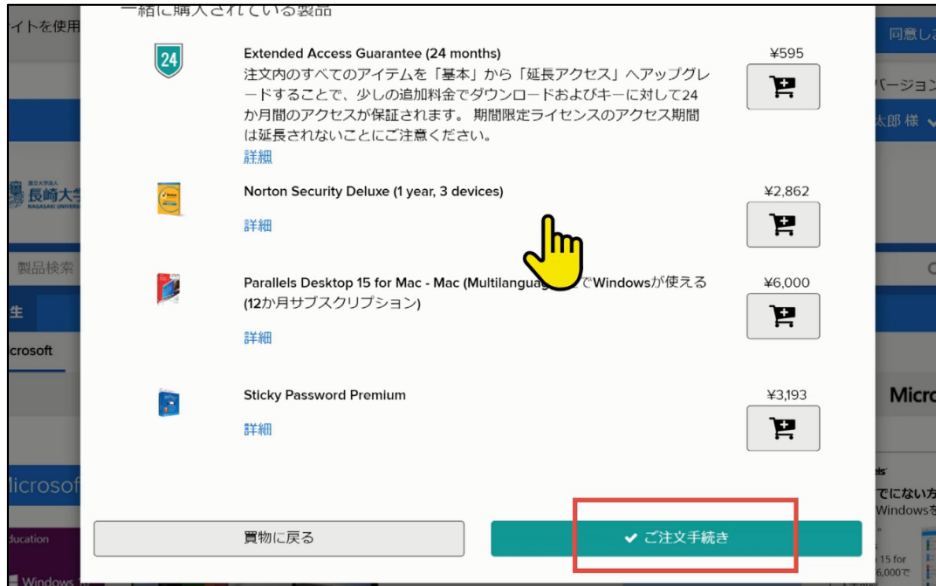 一緒に購入されている製品
イトを使用
同意し
24
Extended Access Guarantee (24 months)
¥595
注文内のすべてのアイテムを「基本」から「延長アクセス」へアップグレ
ードすることで、少しの追加料金でダウンロードおよびキーに対して24
か月間のアクセスが保証されます。 期間限定ライセンスのアクセス期間
は延長されないことにご注意ください。
詳細
バージョン
太郎 様
長崎大学
Norton Security Deluxe (1 year, 3 devices)
¥2,862
詳細
製品検索
Parallels Desktop 15 for Mac - Mac (Multilanguag でWindowsが使える
¥6,000
(12か月サブスクリプション)
詳細
生
crosoft
Sticky Password Premium
¥3,193
詳細
Micro
licrosof
でにない方
Windowsを
買物に戻る
ご注文手続き
ducation
15 for
6,000で
Windows